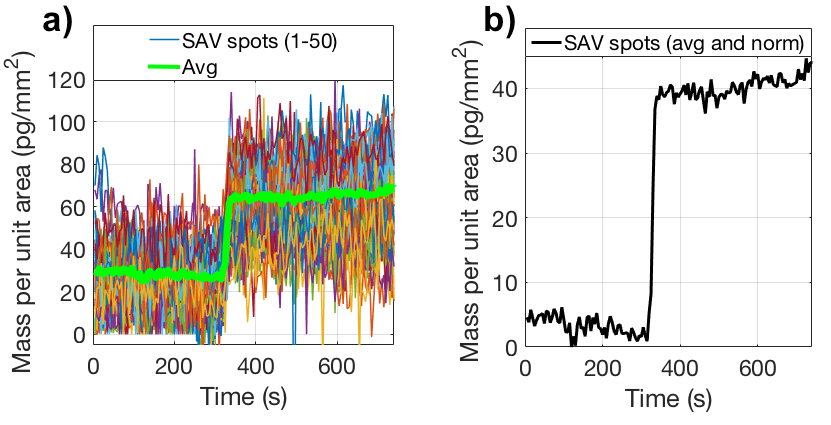 a)
SAV spots (1-50)
Avg
Mass per unit area (pg/mm²)
120
100
80
60
40
20
0
0 200 400 600
Time (s)
b)
SAV spots (avg and norm)
Mass per unit area (pg/mm²)
40
30
20
10
0
0 200 400 600
Time (s)